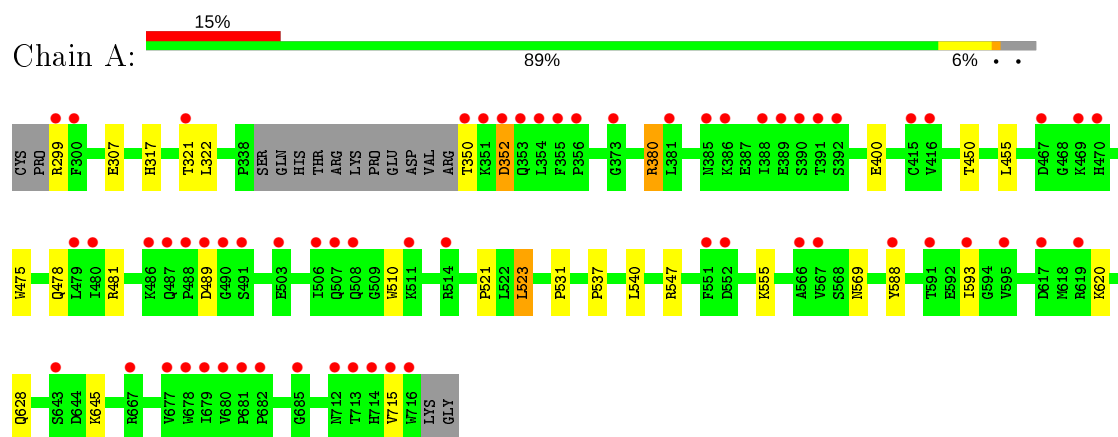 15%
Chain A:
89%
6%
• •
CYS PRO R299 F300 E307 H317 T321 L322 P338 SER GLN HIS THR ARG LYS PRO GLU ASP VAL ARG T350 K351 D352 Q353 L354 F355 P356 G373 R380 L381 N385 K386 E387 I388 E389 S390 T391 S392 E400 C415 V416 T450 L455 D467 G468 K469 H470
W475 Q478 L479 I480 R481 K486 Q487 P488 D489 G490 S491 E503 I506 Q507 Q508 G509 W510 K511 R514 P521 L522 L523 P531 P537 L540 R547 F551 D552 K555 A566 V567 S568 N569 Y588 T591 E592 I593 G594 V595 D617 M618 R619 K620
Q628 S643 D644 K645 R667 V677 W678 I679 V680 P681 P682 G685 N712 T713 H714 V715 W716 LYS GLY